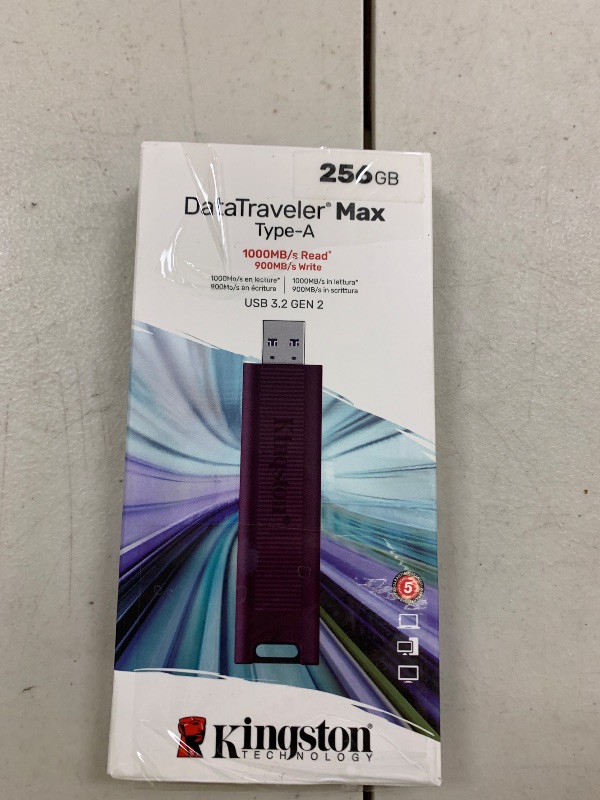 256GB
DataTraveler® Max
Type-A
1000MB/s Read*
900MB/s Write
1000Mo/s en lecture* | 1000MB/s in lettura*
900Mo/s en écriture | 900MB/s in scrittura
USB 3.2 GEN 2
Kingston®
5
Kingston®
TECHNOLOGY